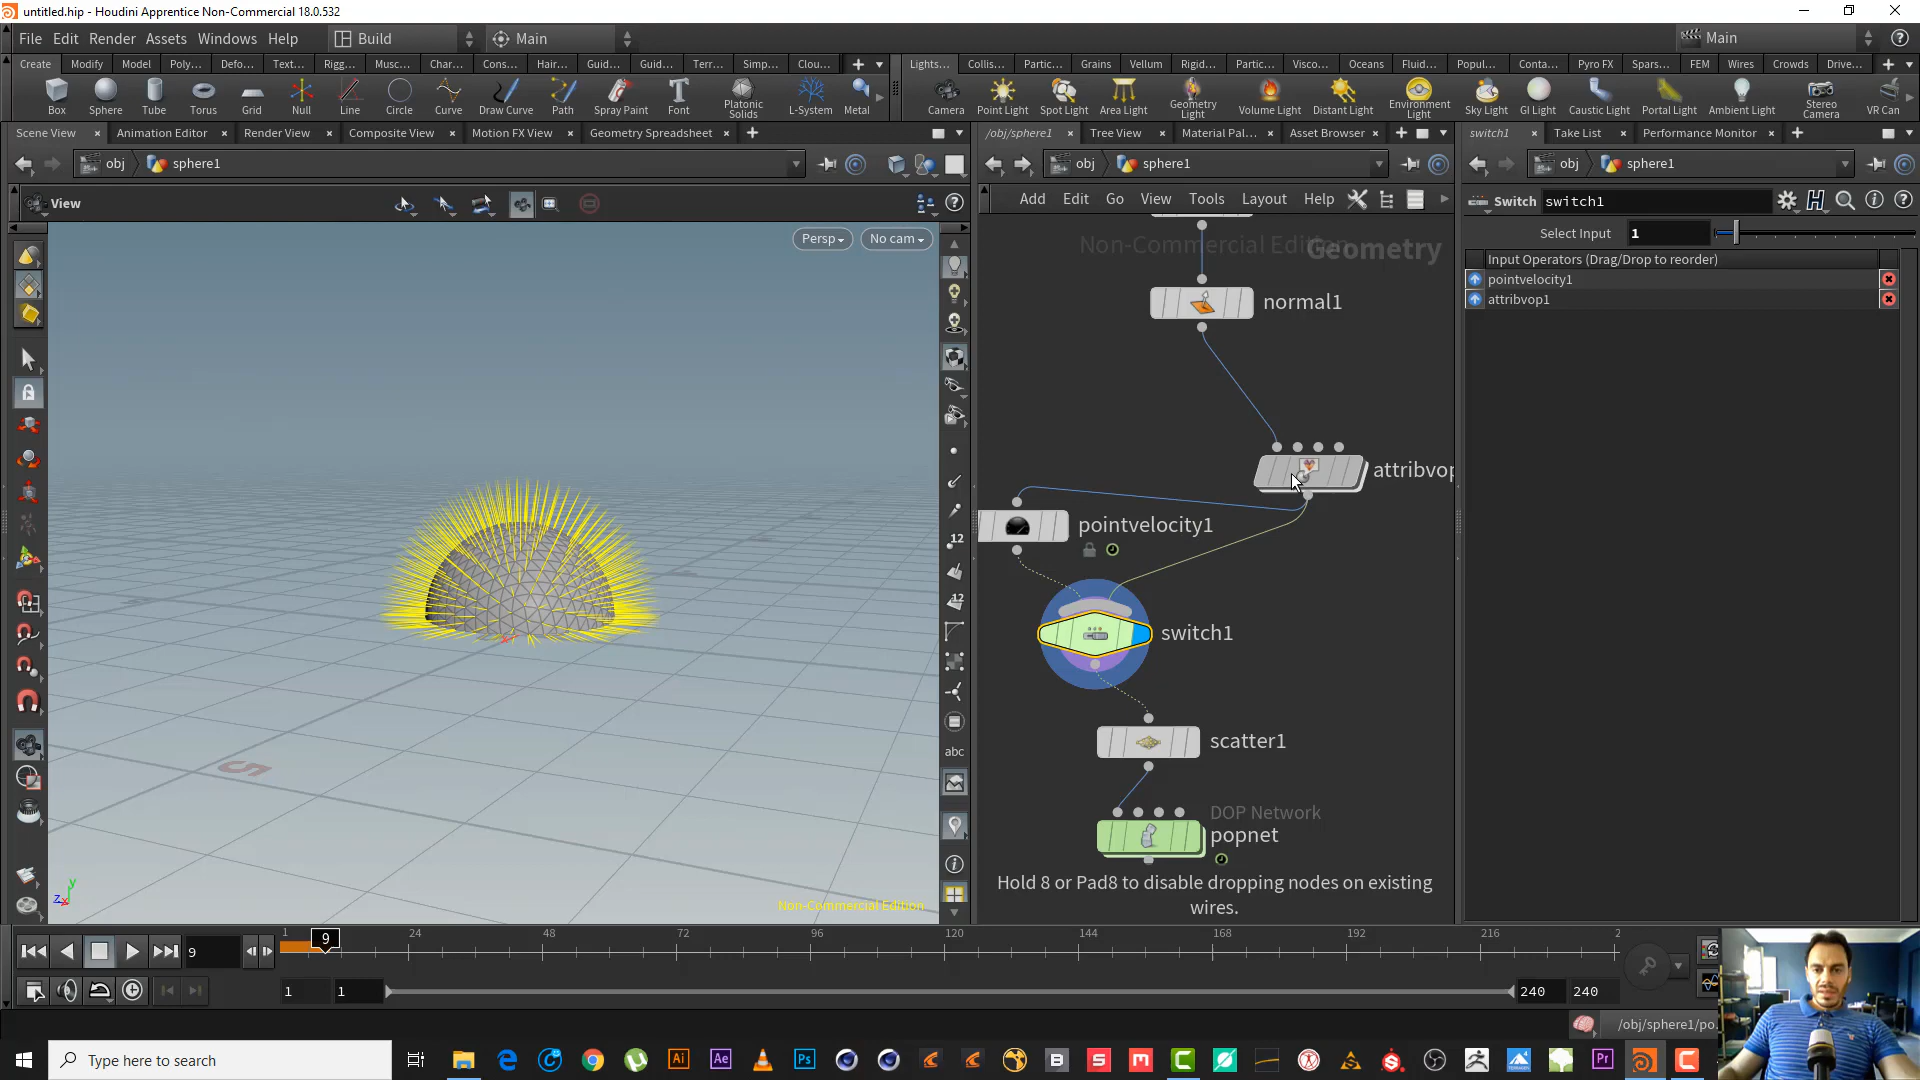 untitled.hip - Houdini Apprentice Non-Commercial 18.0.532
File Edit Render Assets Windows Help Build Main Main
Create Modify Model Poly... Defo... Text... Rigg... Musc... Char... Cons... Hair... Guid... Guid... Terr... Simp... Clou... Lights... Collis... Partic... Grains Vellum Rigid... Partic... Visco... Oceans Fluid... Popul... Conta... Pyro FX Spars... FEM Wires Crowds Drive...
Box Sphere Tube Torus Grid Null Line Circle Curve Draw Curve Path Spray Paint Font Platonic Solids L-System Metal Camera Point Light Spot Light Area Light Geometry Light Volume Light Distant Light Environment Light Sky Light GI Light Caustic Light Portal Light Ambient Light Stereo Camera VR Can
Scene View Animation Editor Render View Composite View Motion FX View Geometry Spreadsheet /obj/sphere1 Tree View Material Pal... Asset Browser switch1 Take List Performance Monitor
obj sphere1 obj sphere1 obj sphere1
View Add Edit Go View Tools Layout Help Switch switch1
Persp No cam
Select Input 1
Non-Commercial Edition Geometry
Input Operators (Drag/Drop to reorder)
pointvelocity1
attribvop1
normal1
attribvop
pointvelocity1
switch1
scatter1
DOP Network
popnet
Hold 8 or Pad8 to disable dropping nodes on existing
wires.
12
12
abc
5
y
z x
Non-Commercial Edition
9 1 9 24 48 72 96 120 144 168 192 216 2
1 1 240 240
/obj/sphere1/po...
Type here to search
Ai Ae Ps B S M Pr